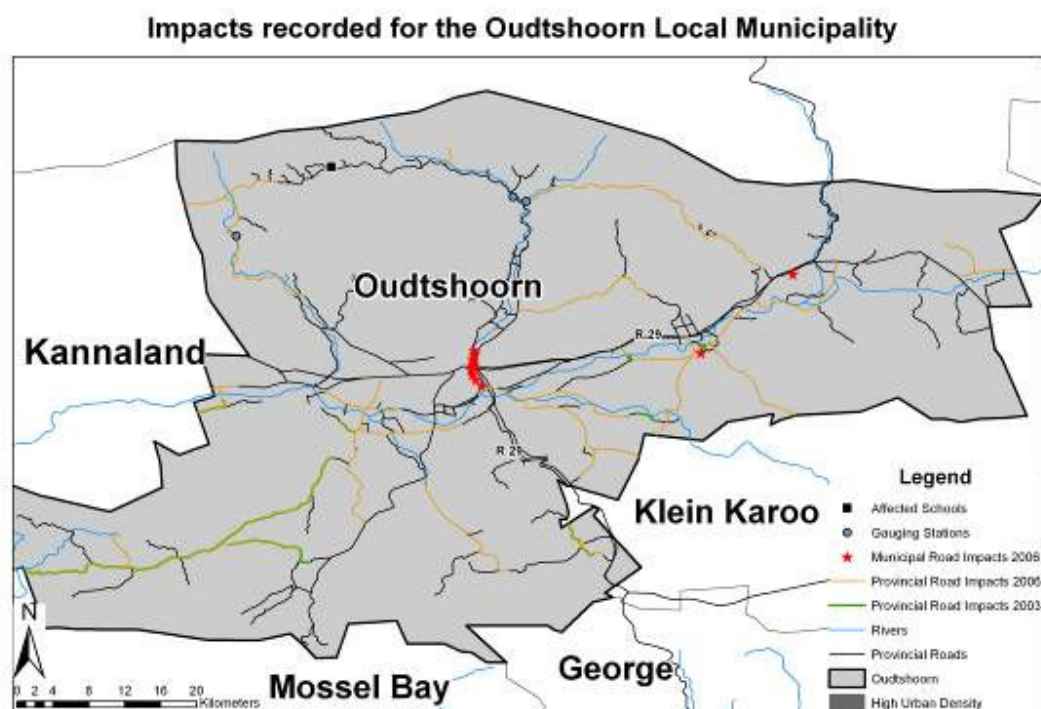 Impacts recorded for the Oudtshoorn Local Municipality
Oudtshoorn
Kannaland
R 29
R 21
Klein Karoo
George
Mossel Bay
N
0 2 4 8 12 16 20
Kilometers
Legend
Affected Schools
Gauging Stations
Municipal Road Impacts 2006
Provincial Road Impacts 2006
Provincial Road Impacts 2003
Rivers
Provincial Roads
Oudtshoorn
High Urban Density